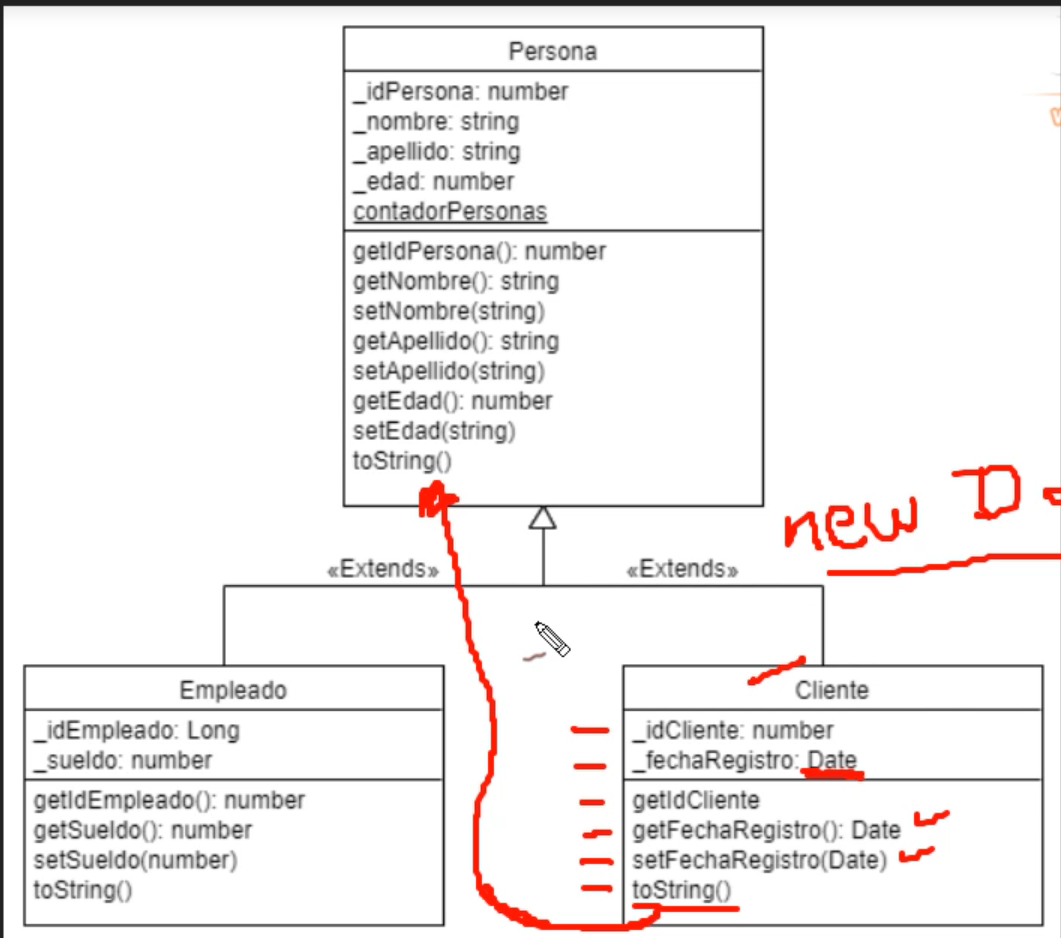 Persona
_idPersona: number
_nombre: string
_apellido: string
_edad: number
contadorPersonas
getIdPersona(): number
getNombre(): string
setNombre(string)
getApellido(): string
setApellido(string)
getEdad(): number
setEdad(string)
toString()
new D
«Extends» «Extends»
Empleado
_idEmpleado: Long
_sueldo: number
getIdEmpleado(): number
getSueldo(): number
setSueldo(number)
toString()
Cliente
_idCliente: number
_fechaRegistro: Date
getIdCliente
getFechaRegistro(): Date
setFechaRegistro(Date)
toString()